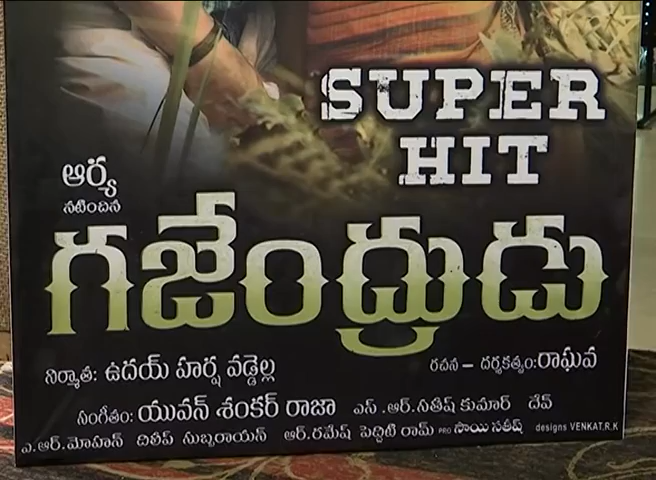 SUPER
HIT
ఆర్య
నటించిన
గజేంద్రుడు
నిర్మాత: ఉదయ్ హర్ష వడ్డెల్ల
రచన – దర్శకత్వం: రాఘవ
సంగీతం: యువన్ శంకర్ రాజా ఎస్.ఆర్.సతీష్ కుమార్ దేవ్
ఎ.ఆర్.మోహన్ దిలీప్ సుబ్బరాయన్ ఆర్.రమేష్ పెద్దిటి రామ్ PRO సాయి సతీష్ designs VENKAT.R.K